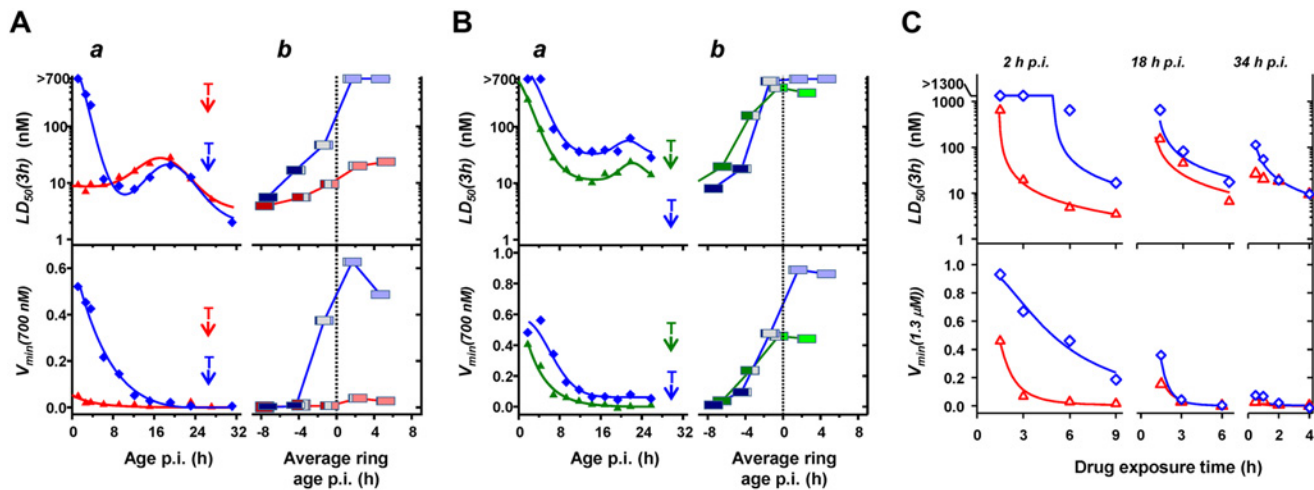 A
a
b
B
a
b
C
2 h p.i.
18 h p.i.
34 h p.i.
LD50(3h) (nM)
>700
100
10
1
T
T
LD50(3h) (nM)
>700
100
10
1
T
T
LD50(3h) (nM)
>1300
1000
100
10
1
Vmin(700 nM)
0.6
0.4
0.2
0.0
T
T
Vmin(700 nM)
1.0
0.8
0.6
0.4
0.2
0.0
T
T
Vmin(1.3 µM))
1.0
0.8
0.6
0.4
0.2
0.0
0 8 16 24 32
-8 -4 0 4 8
0 8 16 24 32
-8 -4 0 4 8
0 3 6 9
0 3 6
0 2 4
Age p.i. (h)
Average ring
age p.i. (h)
Age p.i. (h)
Average ring
age p.i. (h)
Drug exposure time (h)